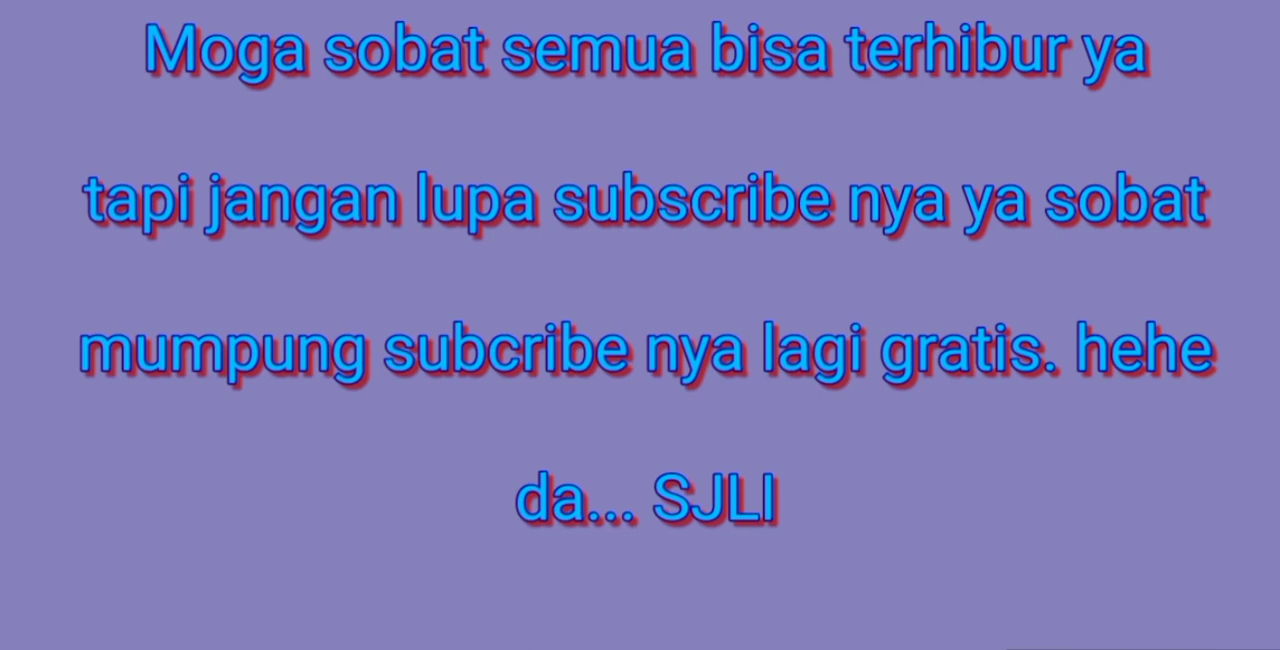 Moga sobat semua bisa terhibur ya
tapi jangan lupa subscribe nya ya sobat
mumpung subcribe nya lagi gratis. hehe
da... SJLI